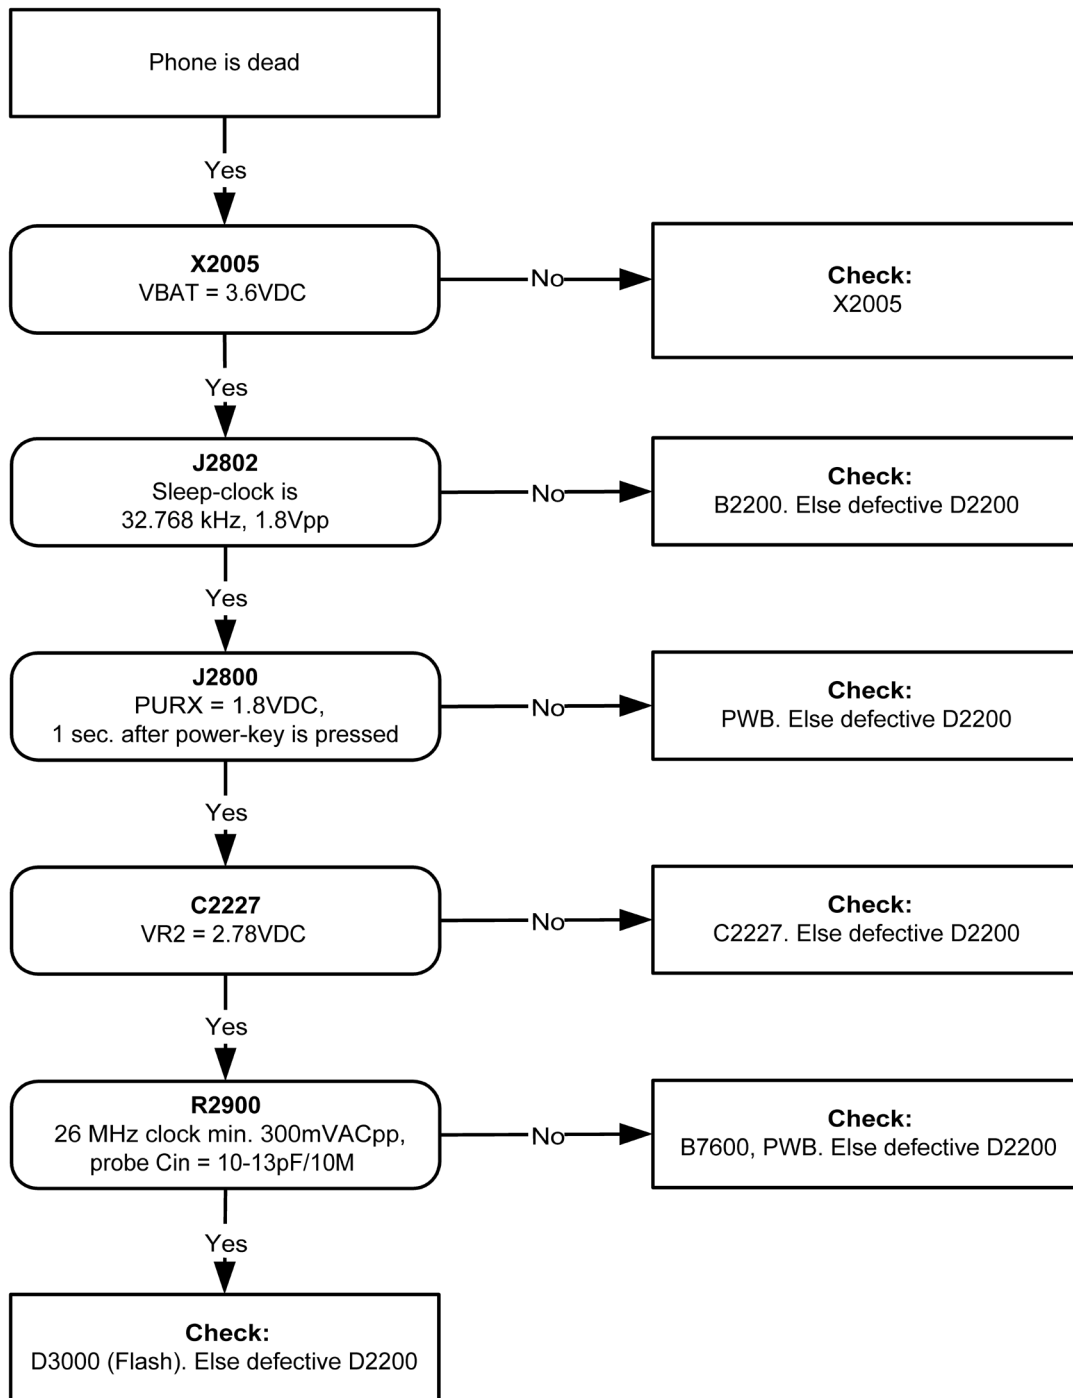 Phone is dead
Yes
X2005
VBAT = 3.6VDC
No
Check:
X2005
Yes
J2802
Sleep-clock is
32.768 kHz, 1.8Vpp
No
Check:
B2200. Else defective D2200
Yes
J2800
PURX = 1.8VDC,
1 sec. after power-key is pressed
No
Check:
PWB. Else defective D2200
Yes
C2227
VR2 = 2.78VDC
No
Check:
C2227. Else defective D2200
Yes
R2900
26 MHz clock min. 300mVACpp,
probe Cin = 10-13pF/10M
No
Check:
B7600, PWB. Else defective D2200
Yes
Check:
D3000 (Flash). Else defective D2200